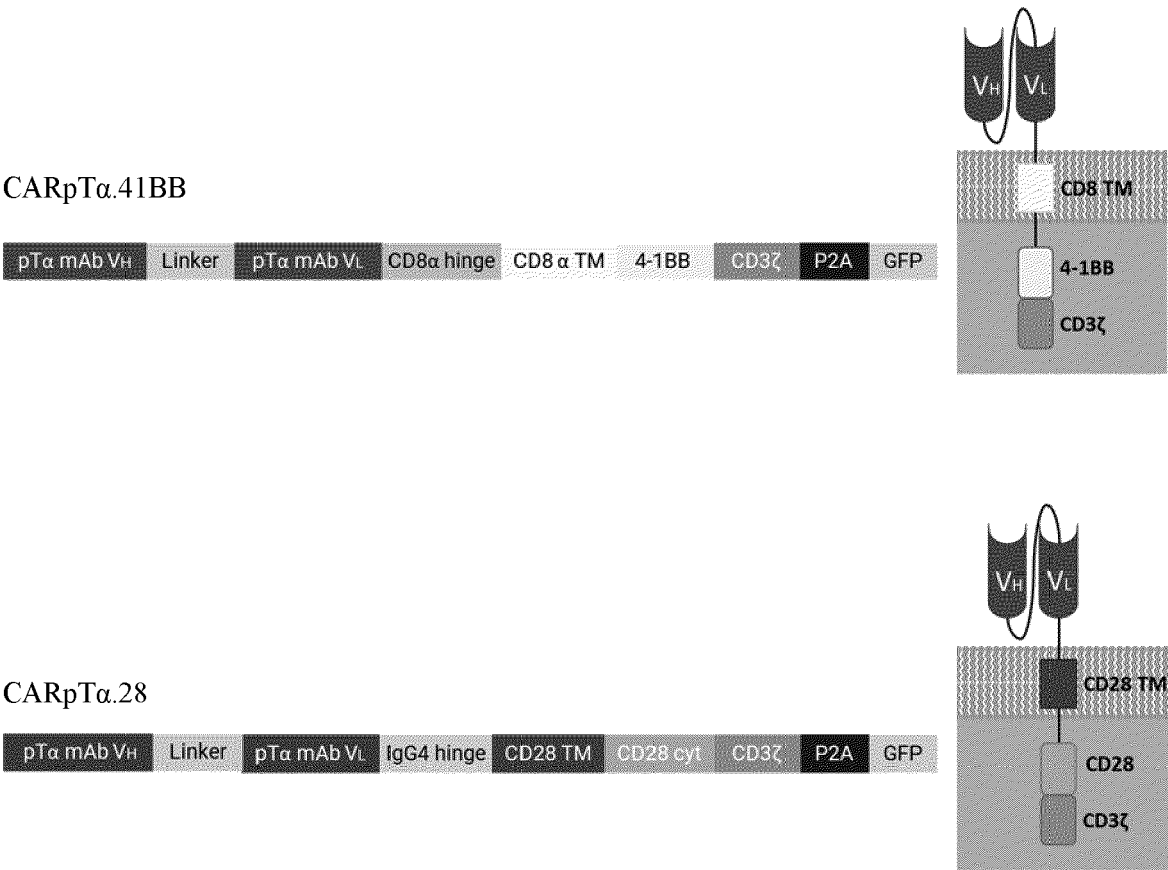 VH VL
CD8 TM
CARpTα.41BB
pTα mAb VH Linker pTα mAb VL CD8α hinge CD8 α TM 4-1BB CD3ζ P2A GFP
4-1BB
CD3ζ
VH VL
CD28 TM
CARpTα.28
pTα mAb VH Linker pTα mAb VL IgG4 hinge CD28 TM CD28 cyt CD3ζ P2A GFP
CD28
CD3ζ